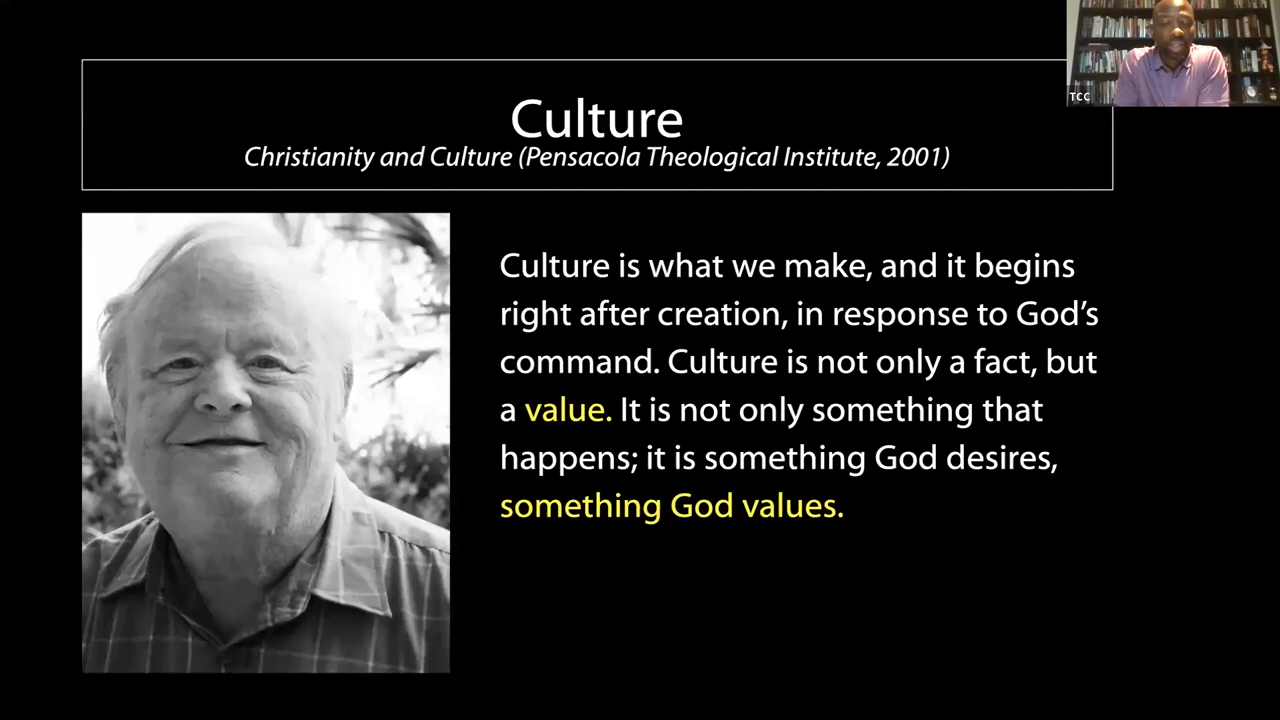 TCC
Culture
Christianity and Culture (Pensacola Theological Institute, 2001)
Culture is what we make, and it begins
right after creation, in response to God’s
command. Culture is not only a fact, but
a value. It is not only something that
happens; it is something God desires,
something God values.